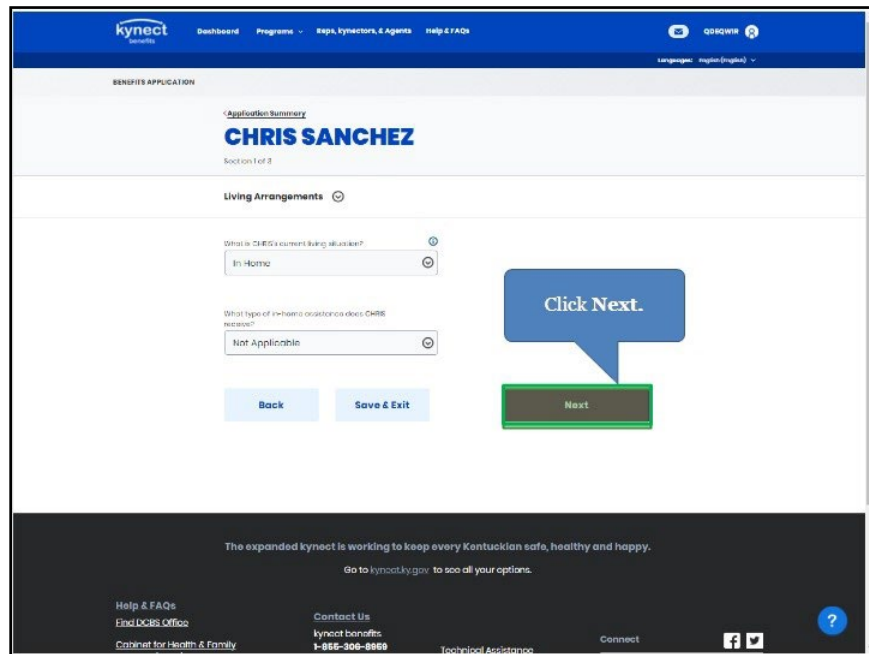 kynect
benefits
Dashboard Programs Reps, kynectors, & Agents Help & FAQs
QDEQWIR
Languages: English (English)
BENEFITS APPLICATION
<Application Summary
CHRIS SANCHEZ
Section 1 of 3
Living Arrangements
What is CHRIS's current living situation?
In Home
What type of in-home assistance does CHRIS
receive?
Not Applicable
Click Next.
Back Save & Exit Next
The expanded kynect is working to keep every Kentuckian safe, healthy and happy.
Go to kynect.ky.gov to see all your options.
Help & FAQs
Find DCBS Office
Cabinet for Health & Family
Contact Us
kynect benefits
1-855-306-8959
Technical Assistance
Connect